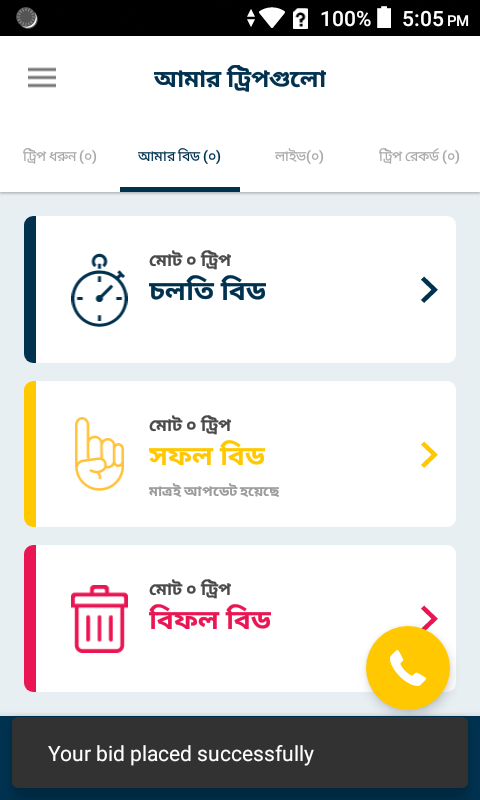 100% 5:05 PM
আমার ট্রিপগুলো
ট্রিপ ধরুন (০) আমার বিড (০) লাইভ(০) ট্রিপ রেকর্ড (০)
মোট ০ ট্রিপ
চলতি বিড
মোট ০ ট্রিপ
সফল বিড
মাত্রই আপডেট হয়েছে
মোট ০ ট্রিপ
বিফল বিড
Your bid placed successfully